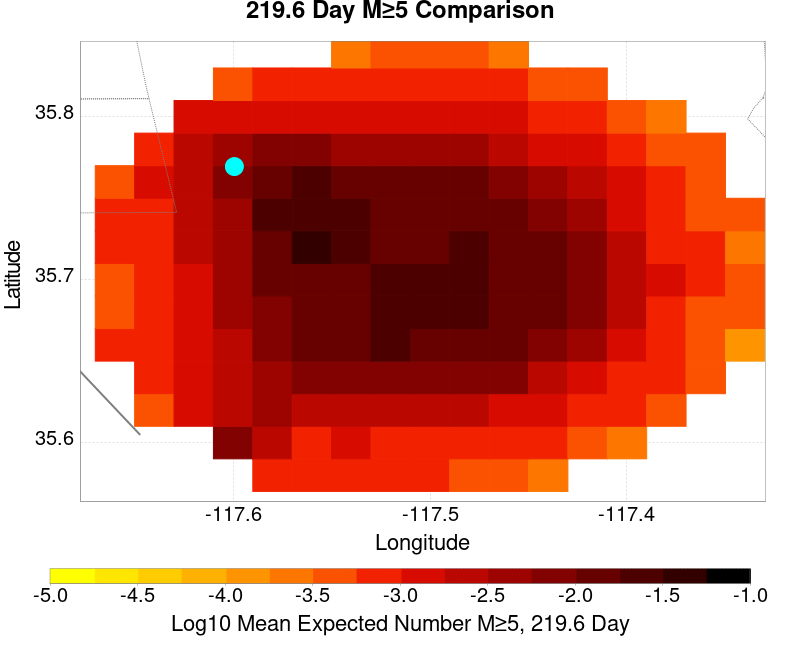 219.6 Day M≥5 Comparison
35.8
35.7
35.6
Latitude
-117.6 -117.5 -117.4
Longitude
-5.0 -4.5 -4.0 -3.5 -3.0 -2.5 -2.0 -1.5 -1.0
Log10 Mean Expected Number M≥5, 219.6 Day